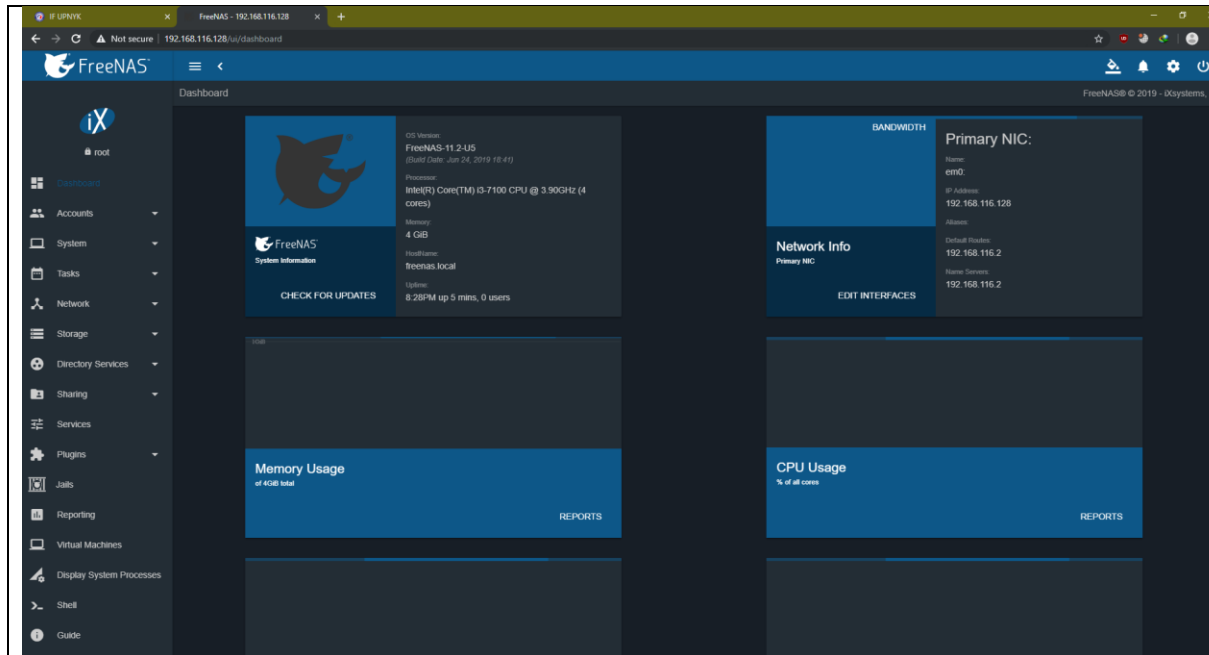 IF UPNYK
FreeNAS - 192.168.116.128
Not secure | 192.168.116.128/ui/dashboard
FreeNAS
Dashboard
FreeNAS® © 2019 - iXsystems,
iX
root
Dashboard
Accounts
System
Tasks
Network
Storage
Directory Services
Sharing
Services
Plugins
Jails
Reporting
Virtual Machines
Display System Processes
Shell
Guide
FreeNAS
System Information
CHECK FOR UPDATES
OS Version:
FreeNAS-11.2-U5
(Build Date: Jun 24, 2019 18:41)
Processor:
Intel(R) Core(TM) i3-7100 CPU @ 3.90GHz (4
cores)
Memory:
4 GiB
HostName:
freenas.local
Uptime:
8:28PM up 5 mins, 0 users
BANDWIDTH
Network Info
Primary NIC
EDIT INTERFACES
Primary NIC:
Name:
em0:
IP Address:
192.168.116.128
Aliases:
Default Routes:
192.168.116.2
Name Servers:
192.168.116.2
Memory Usage
of 4GiB total
REPORTS
CPU Usage
% of all cores
REPORTS